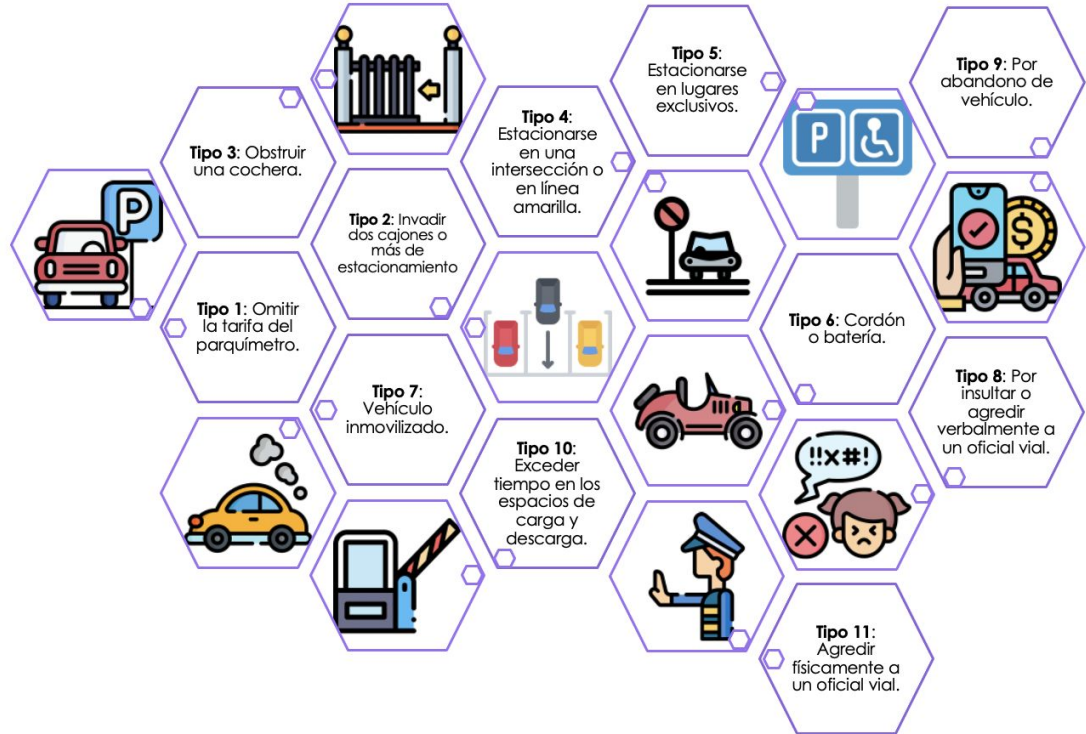 Tipo 5:
Estacionarse
en lugares
exclusivos.
Tipo 9: Por
abandono de
vehículo.
Tipo 3: Obstruir
una cochera.
Tipo 4:
Estacionarse
en una
intersección o
en línea
amarilla.
P
P
Tipo 2: Invadir
dos cajones o
más de
estacionamiento
$
Tipo 1: Omitir
la tarifa del
parquímetro.
Tipo 6: Cordón
o batería.
Tipo 7:
Vehículo
inmovilizado.
Tipo 8: Por
insultar o
agredir
verbalmente a
un oficial vial.
Tipo 10:
Exceder
tiempo en los
espacios de
carga y
descarga.
!!x#!
Tipo 11:
Agredir
físicamente a
un oficial vial.